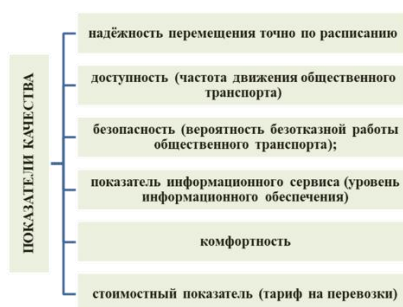 ПОКАЗАТЕЛИ КАЧЕСТВА
надёжность перемещения точно по расписанию
доступность (частота движения общественного
транспорта)
безопасность (вероятность безотказной работы
общественного транспорта);
показатель информационного сервиса (уровень
информационного обеспечения)
комфортность
стоимостный показатель (тариф на перевозки)